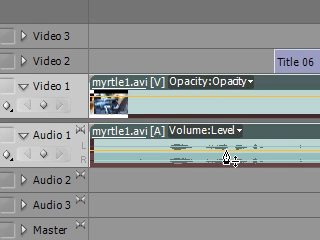 Video 3
Video 2
Title 06
Video 1
myrtle1.avi [V] Opacity:Opacity
Audio 1
myrtle1.avi [A] Volume:Level
L
R
Audio 2
Audio 3
Master